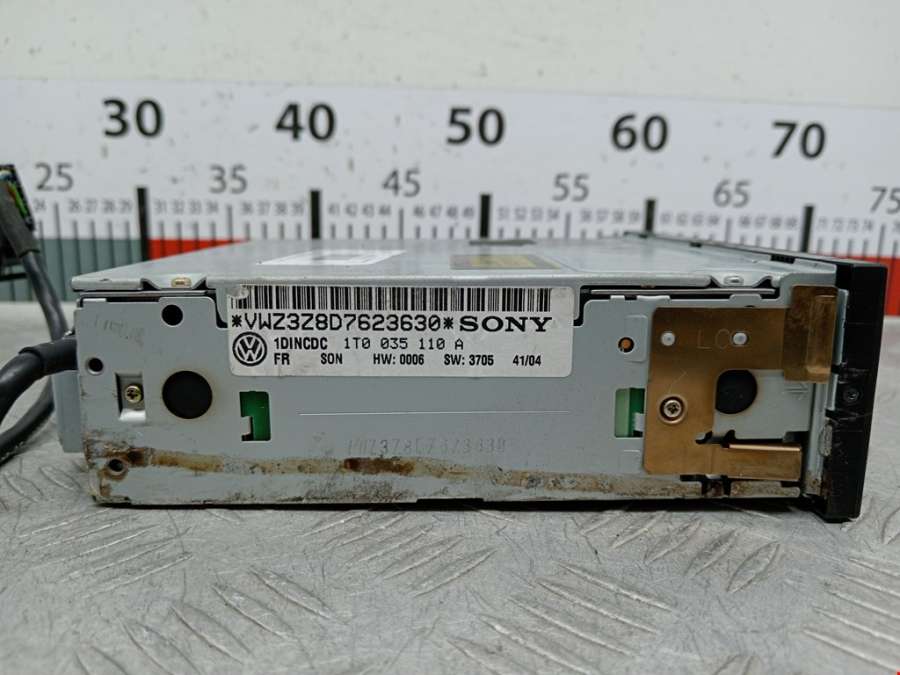 30 40 50 60 70
25 35 45 55 75
*VWZ3Z8D7623630* SONY
1DINCDC 1T0 035 110 A
FR SON HW:0006 SW:3705 41/04
LC